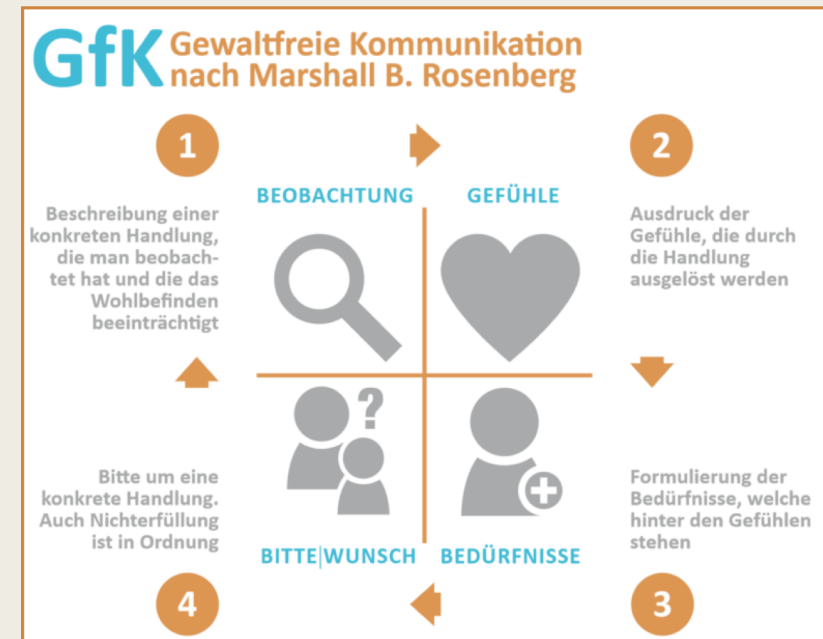 GfK Gewaltfreie Kommunikation
nach Marshall B. Rosenberg
1
BEOBACHTUNG
Beschreibung einer
konkreten Handlung,
die man beobach-
tet hat und die das
Wohlbefinden
beeinträchtigt
2
GEFÜHLE
Ausdruck der
Gefühle, die durch
die Handlung
ausgelöst werden
3
BEDÜRFNISSE
Formulierung der
Bedürfnisse, welche
hinter den Gefühlen
stehen
4
BITTE|WUNSCH
Bitte um eine
konkrete Handlung.
Auch Nichterfüllung
ist in Ordnung
?